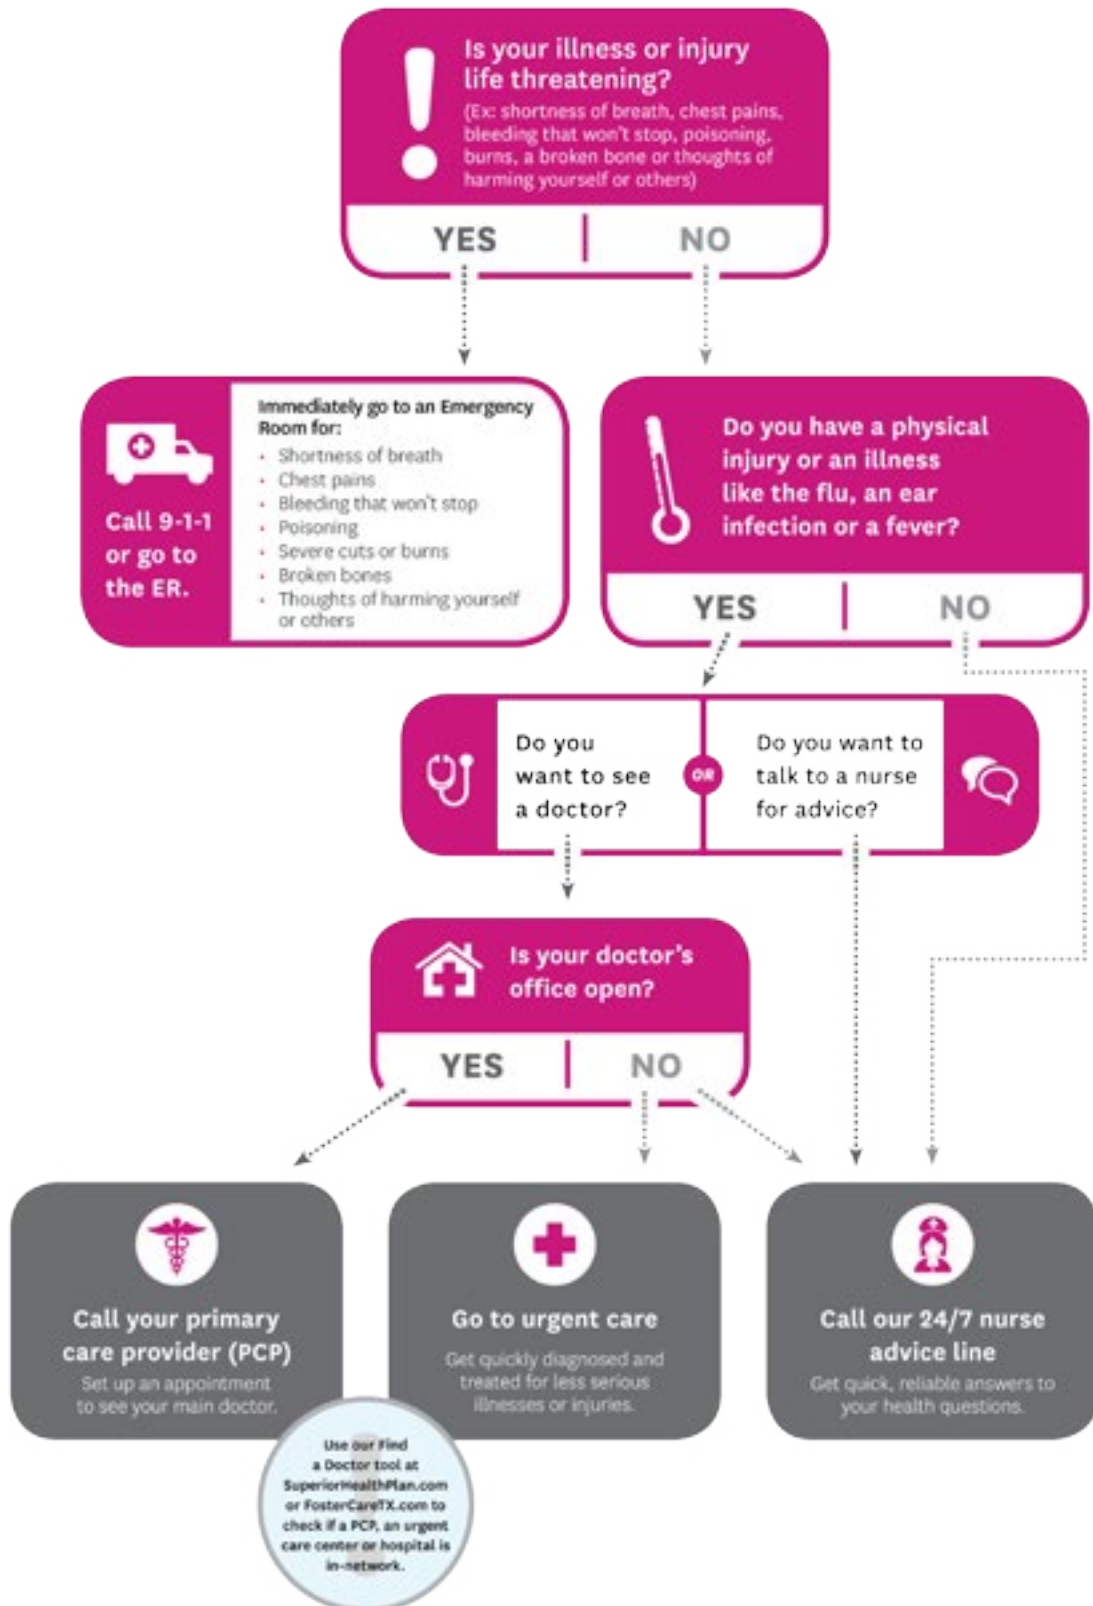 Is your illness or injury
life threatening?
(Ex: shortness of breath, chest pains,
bleeding that won't stop, poisoning,
burns, a broken bone or thoughts of
harming yourself or others)
YES
NO
Call 9-1-1
or go to
the ER.
Immediately go to an Emergency
Room for:
• Shortness of breath
• Chest pains
• Bleeding that won't stop
• Poisoning
• Severe cuts or burns
• Broken bones
• Thoughts of harming yourself
or others
Do you have a physical
injury or an illness
like the flu, an ear
infection or a fever?
YES
NO
Do you
want to see
a doctor?
OR
Do you want to
talk to a nurse
for advice?
Is your doctor's
office open?
YES
NO
Call your primary
care provider (PCP)
Set up an appointment
to see your main doctor.
Go to urgent care
Get quickly diagnosed and
treated for less serious
illnesses or injuries.
Call our 24/7 nurse
advice line
Get quick, reliable answers to
your health questions.
Use our Find
a Doctor tool at
SuperiorHealthPlan.com
or FosterCareTX.com to
check if a PCP, an urgent
care center or hospital is
in-network.